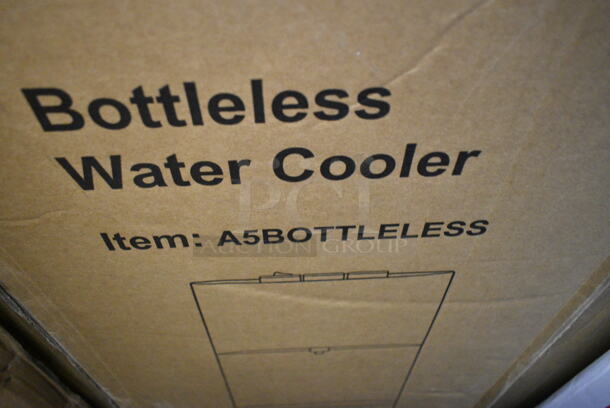 Bottleless
Water Cooler
PCI
Item: A5BOTTLELESS
AUCTION GROUP